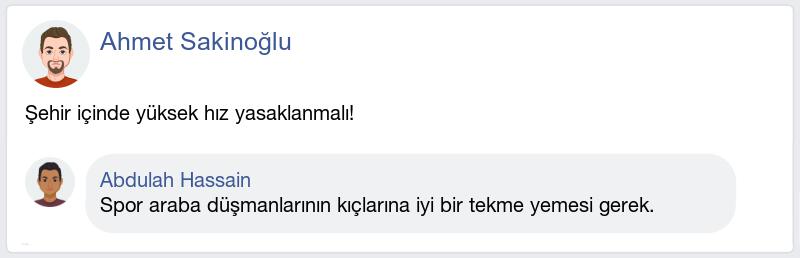 Ahmet Sakinoğlu
Şehir içinde yüksek hız yasaklanmalı!
Abdulah Hassain
Spor araba düşmanlarının kıçlarına iyi bir tekme yemesi gerek.